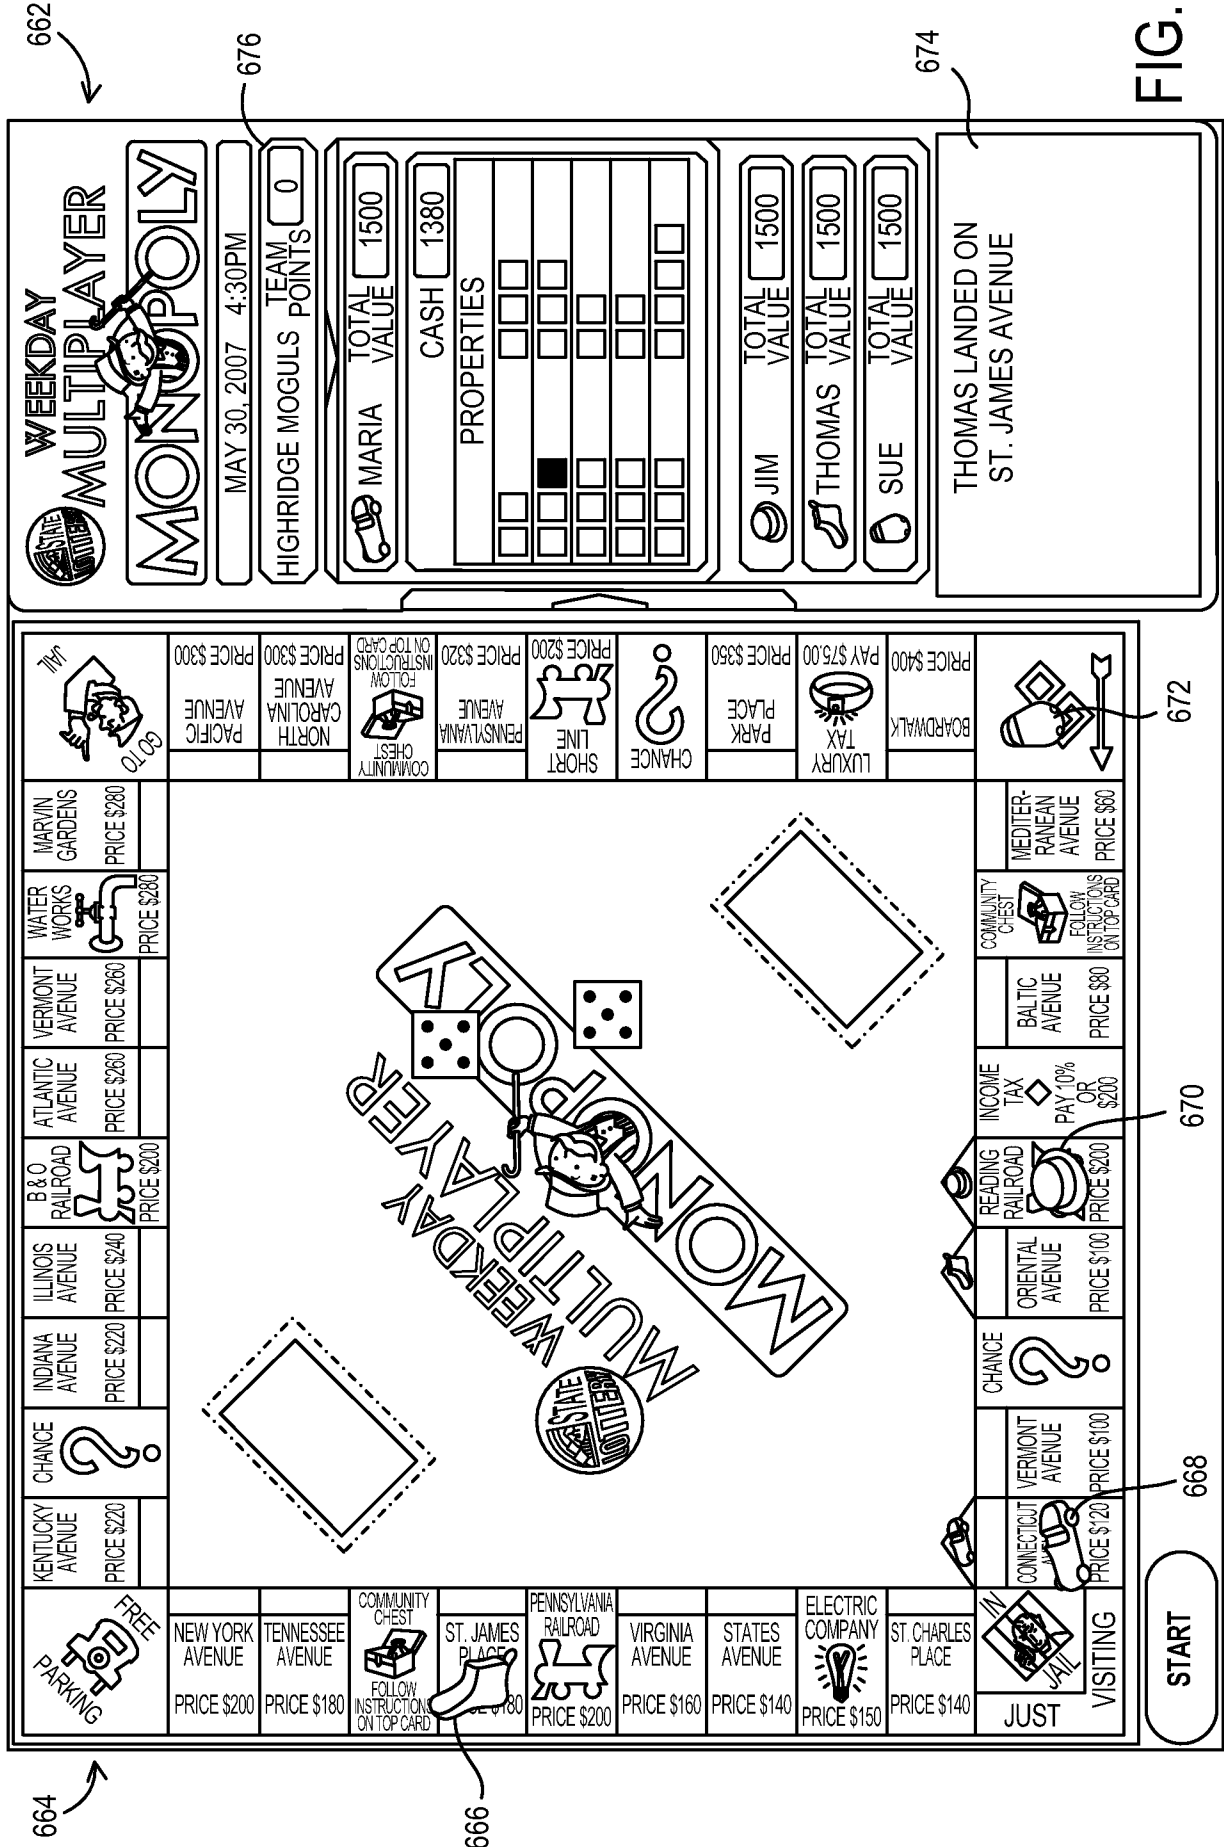 662
664
WEEKDAY
MULTIPLAYER
MONOPOLY
STATE
LOTTERY
MAY 30, 2007 4:30PM
HIGHRIDGE MOGULS TEAM POINTS 0
676
MARIA TOTAL VALUE 1500
CASH 1380
PROPERTIES
JIM TOTAL VALUE 1500
THOMAS TOTAL VALUE 1500
SUE TOTAL VALUE 1500
THOMAS LANDED ON
ST. JAMES AVENUE
674
FIG.
FREE
PARKING
KENTUCKY
AVENUE
PRICE $220
CHANCE
INDIANA
AVENUE
PRICE $220
ILLINOIS
AVENUE
PRICE $240
B & O
RAILROAD
PRICE $200
ATLANTIC
AVENUE
PRICE $260
VERMONT
AVENUE
PRICE $260
WATER
WORKS
PRICE $280
MARVIN
GARDENS
PRICE $280
GO TO
JAIL
PACIFIC
AVENUE
PRICE $300
NORTH
CAROLINA
AVENUE
PRICE $300
COMMUNITY
CHEST
FOLLOW
INSTRUCTIONS
ON TOP CARD
PENNSYLVANIA
AVENUE
PRICE $320
SHORT
LINE
PRICE $200
CHANCE
PARK
PLACE
PRICE $350
LUXURY
TAX
PAY $75.00
BOARDWALK
PRICE $400
672
MEDITER-
RANEAN
AVENUE
PRICE $60
COMMUNITY
CHEST
FOLLOW
INSTRUCTIONS
ON TOP CARD
BALTIC
AVENUE
PRICE $80
INCOME
TAX
PAY 10%
OR
$200
READING
RAILROAD
PRICE $200
670
ORIENTAL
AVENUE
PRICE $100
CHANCE
VERMONT
AVENUE
PRICE $100
CONNECTICUT
PRICE $120
668
IN
JAIL
JUST
VISITING
ST. CHARLES
PLACE
PRICE $140
ELECTRIC
COMPANY
PRICE $150
STATES
AVENUE
PRICE $140
VIRGINIA
AVENUE
PRICE $160
PENNSYLVANIA
RAILROAD
PRICE $200
ST. JAMES
PLACE
666
COMMUNITY
CHEST
FOLLOW
INSTRUCTIONS
ON TOP CARD
TENNESSEE
AVENUE
PRICE $180
NEW YORK
AVENUE
PRICE $200
STATE
LOTTERY
WEEKDAY
MULTIPLAYER
MONOPOLY
START